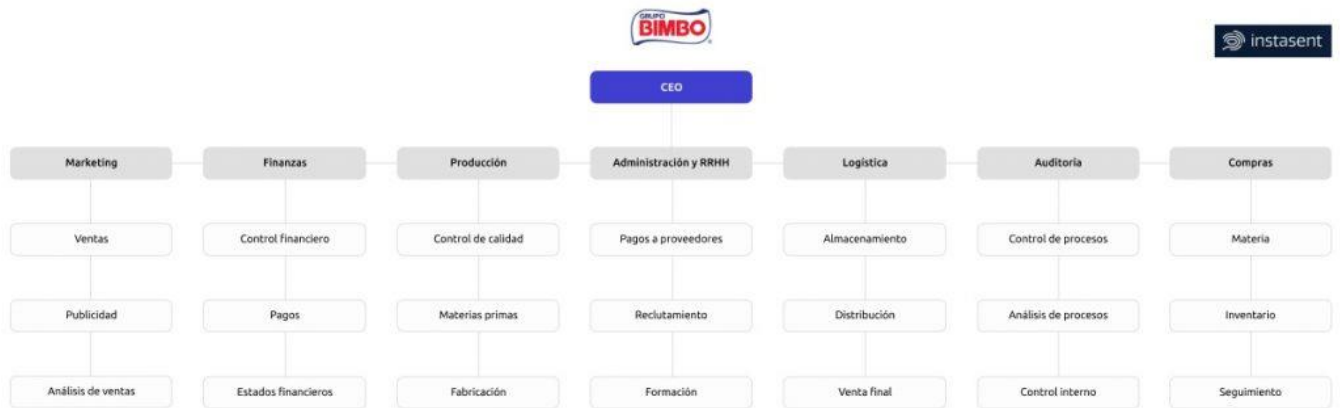 GRUPO
BIMBO
instasent
CEO
Marketing Finanzas Producción Administración y RRHH Logística Auditoría Compras
Ventas Control financiero Control de calidad Pagos a proveedores Almacenamiento Control de procesos Materia
Publicidad Pagos Materias primas Reclutamiento Distribución Análisis de procesos Inventario
Análisis de ventas Estados financieros Fabricación Formación Venta final Control interno Seguimiento